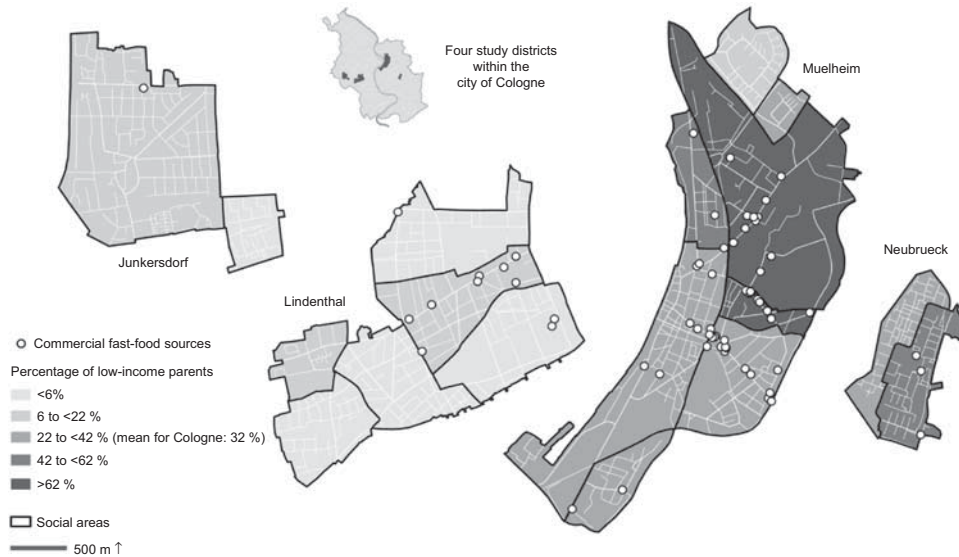 Four study districts
within the
city of Cologne
Muelheim
Junkersdorf
Neubrueck
Lindenthal
Commercial fast-food sources
Percentage of low-income parents
<6%
6 to <22 %
22 to <42 % (mean for Cologne: 32 %)
42 to <62 %
>62 %
Social areas
500 m ↑